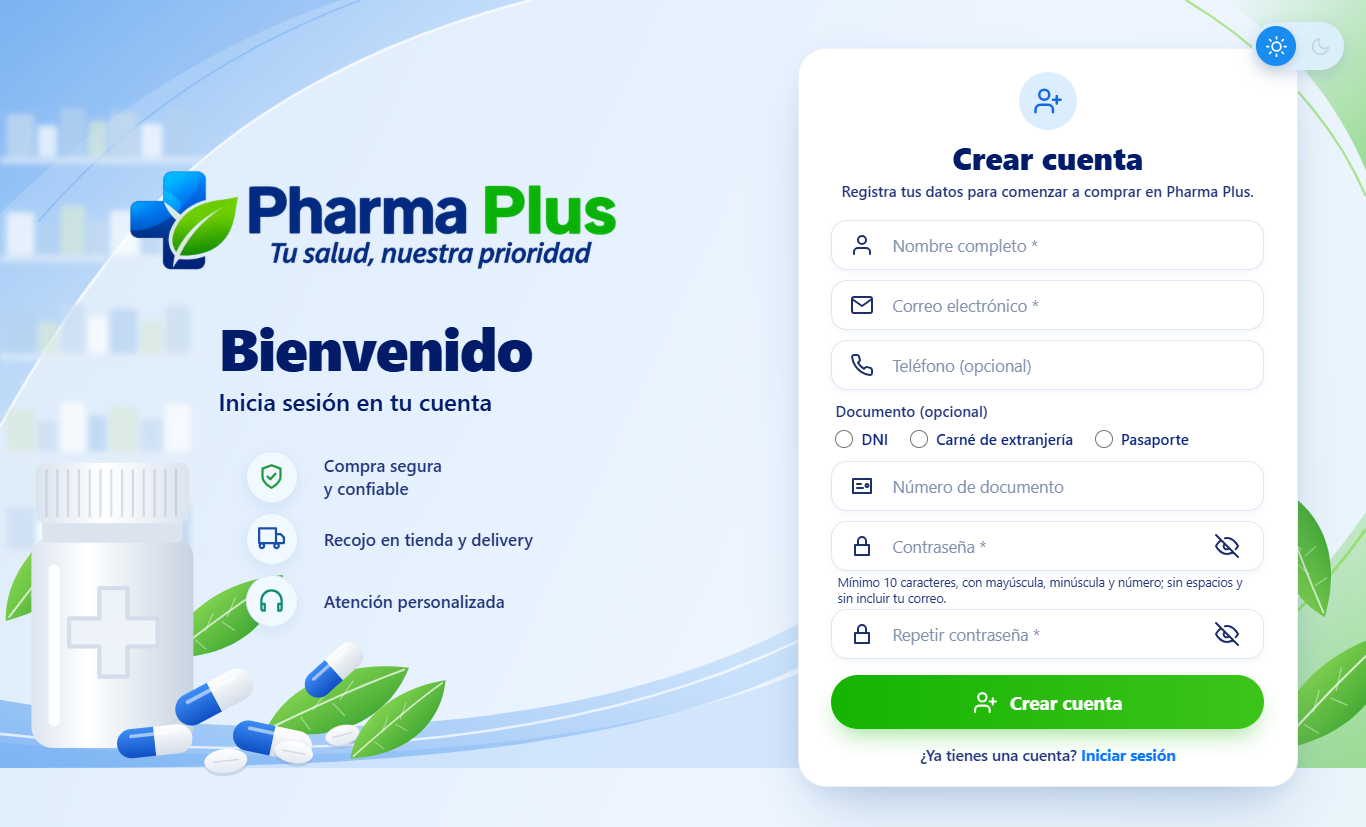 Pharma Plus
Tu salud, nuestra prioridad
Bienvenido
Inicia sesión en tu cuenta
Compra segura
y confiable
Recojo en tienda y delivery
Atención personalizada
Crear cuenta
Registra tus datos para comenzar a comprar en Pharma Plus.
Nombre completo *
Correo electrónico *
Teléfono (opcional)
Documento (opcional)
DNI Carné de extranjería Pasaporte
Número de documento
Contraseña *
Mínimo 10 caracteres, con mayúscula, minúscula y número; sin espacios y
sin incluir tu correo.
Repetir contraseña *
Crear cuenta
¿Ya tienes una cuenta? Iniciar sesión